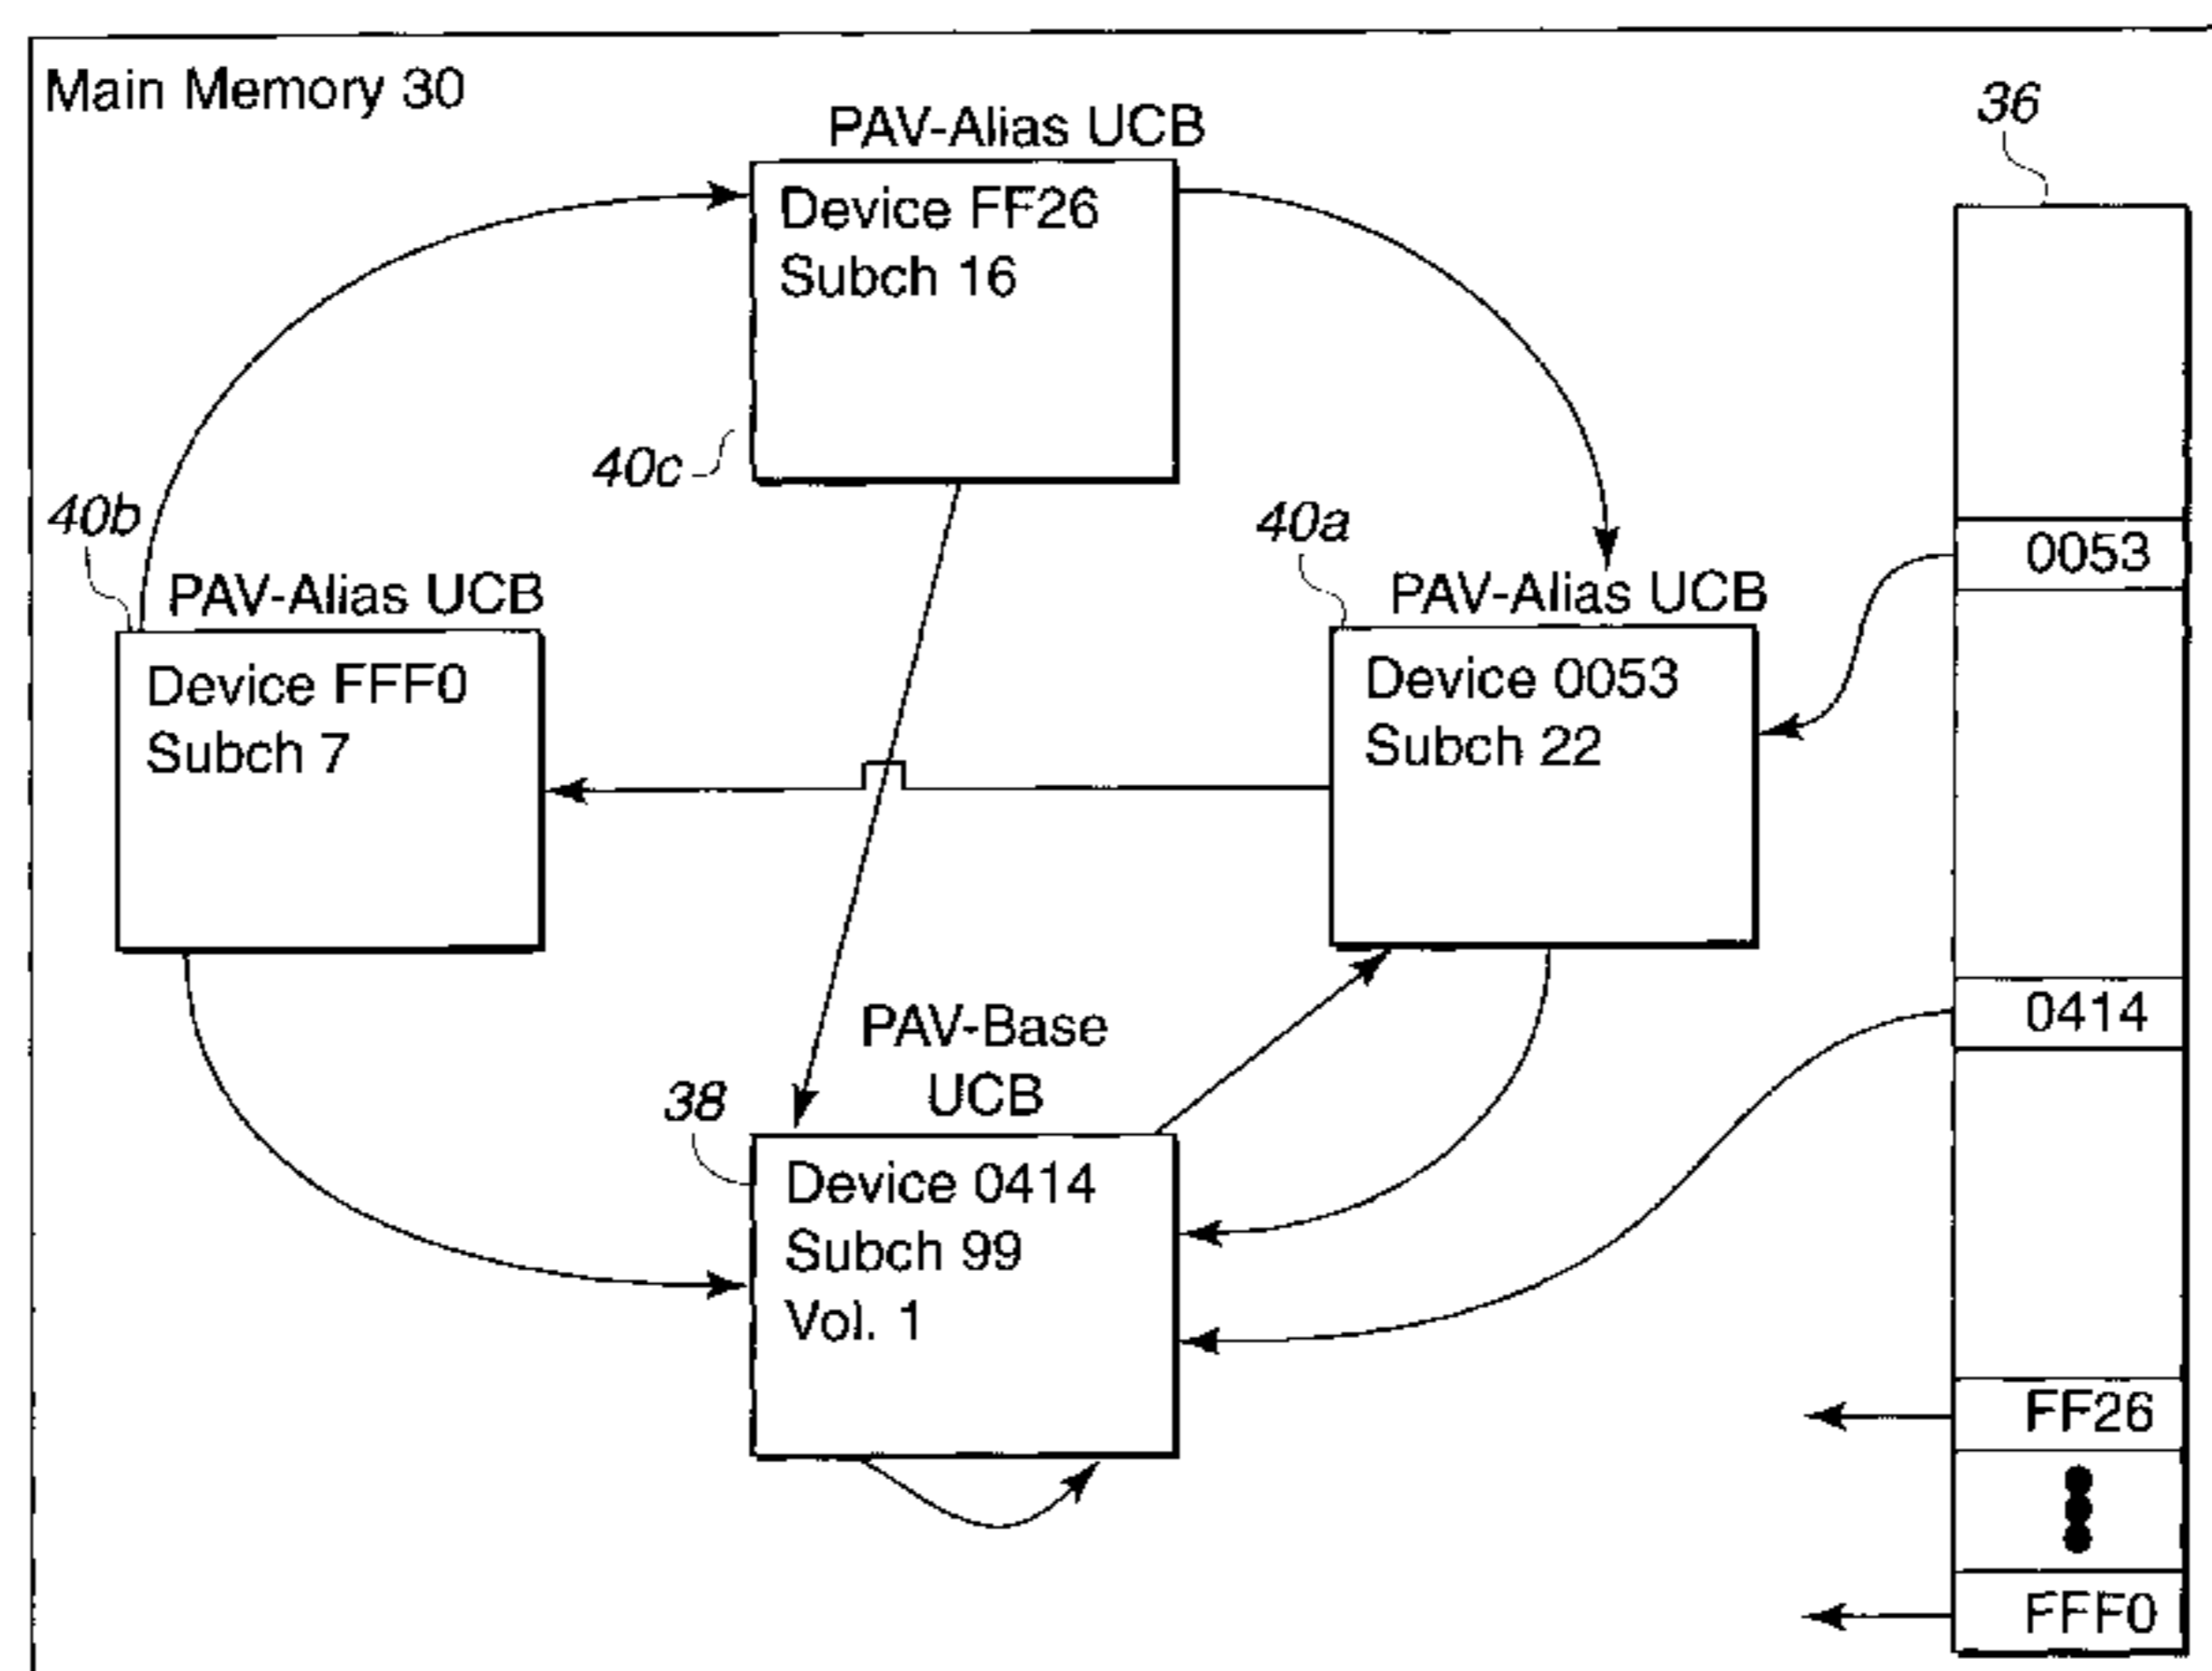 Main Memory 30
PAV-Alias UCB
Device FF26
Subch 16
40c
36
40b
PAV-Alias UCB
Device FFF0
Subch 7
40a
PAV-Alias UCB
Device 0053
Subch 22
PAV-Base
UCB
38
Device 0414
Subch 99
Vol. 1
0053
0414
FF26
FFF0